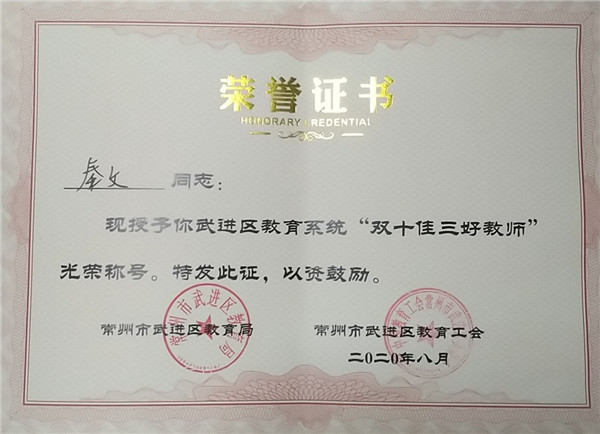 荣誉证书
HONORARY CREDENTIAL
秦文 同志：
现授予你武进区教育系统“双十佳三好教师”
光荣称号。特发此证，以资鼓励。
常州市武进区教育局 常州市武进区教育工会
二〇二〇年八月